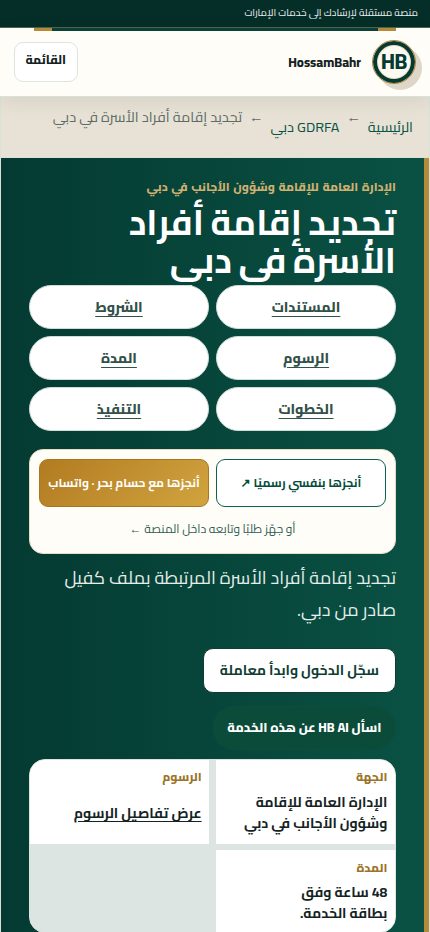 منصة مستقلة لإرشادك إلى خدمات الإمارات
HB
HossamBahr
القائمة
الرئيسية ← GDRFA دبي ← تجديد إقامة أفراد الأسرة في دبي
الإدارة العامة للإقامة وشؤون الأجانب في دبي
تجديد إقامة أفراد
الأسرة في دبي
المستندات
الشروط
الرسوم
المدة
الخطوات
التنفيذ
أنجزها بنفسي رسميًا ↗
أنجزها مع حسام بحر · واتساب
أو جهّز طلبًا وتابعه داخل المنصة ←
تجديد إقامة أفراد الأسرة المرتبطة بملف كفيل
صادر من دبي.
سجّل الدخول وابدأ معاملة
اسأل HB AI عن هذه الخدمة
الجهة
الإدارة العامة للإقامة
وشؤون الأجانب في دبي
الرسوم
عرض تفاصيل الرسوم
المدة
48 ساعة وفق
بطاقة الخدمة.